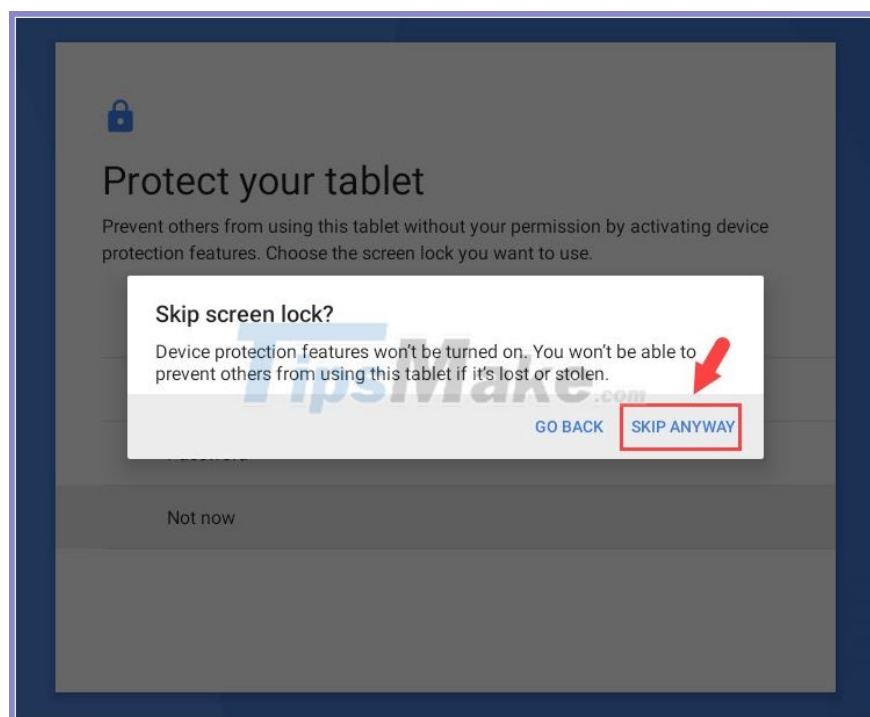 Protect your tablet
Prevent others from using this tablet without your permission by activating device
protection features. Choose the screen lock you want to use.
Skip screen lock?
Device protection features won't be turned on. You won't be able to
prevent others from using this tablet if it's lost or stolen.
TipsMake.com
GO BACK SKIP ANYWAY
Not now